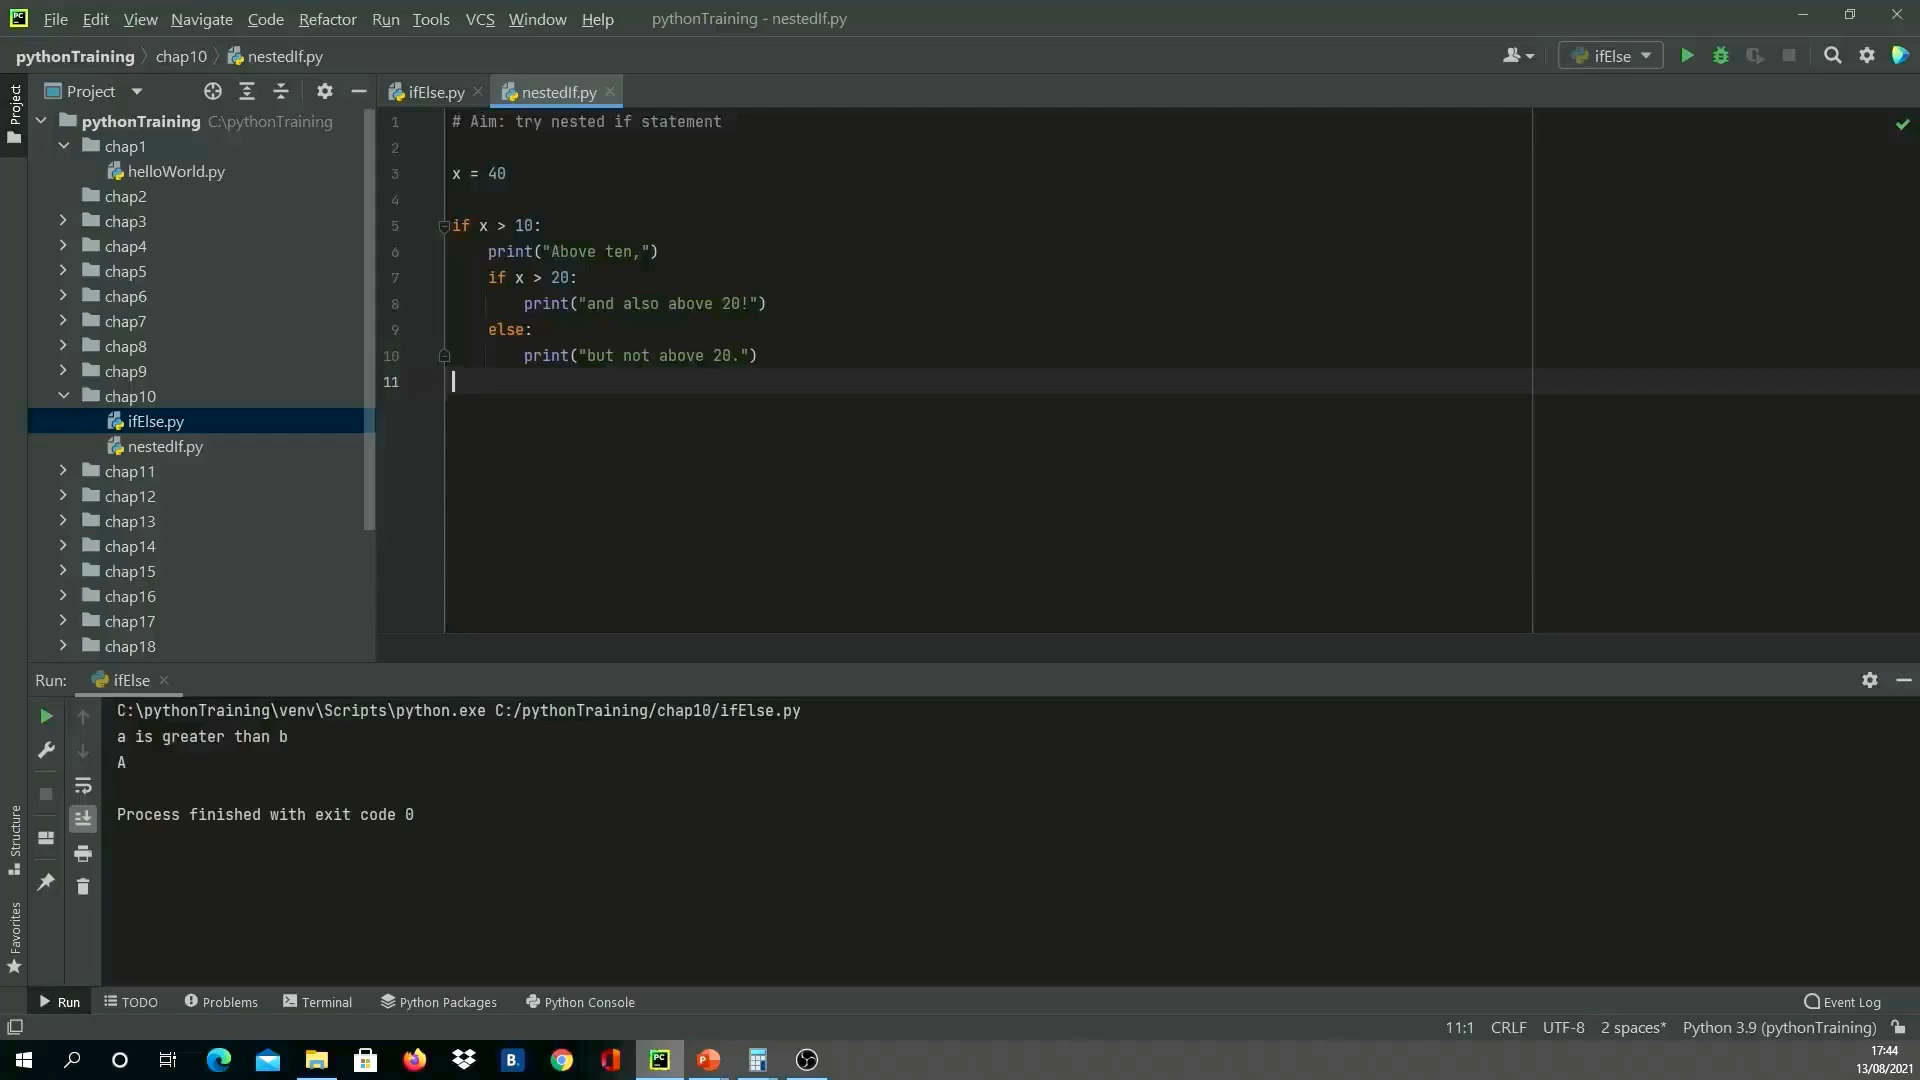 File Edit View Navigate Code Refactor Run Tools VCS Window Help pythonTraining - nestedIf.py
pythonTraining chap10 nestedIf.py ifElse
Project
Project
pythonTraining C:\pythonTraining
chap1
helloWorld.py
chap2
chap3
chap4
chap5
chap6
chap7
chap8
chap9
chap10
ifElse.py
nestedIf.py
chap11
chap12
chap13
chap14
chap15
chap16
chap17
chap18
ifElse.py nestedIf.py
1 # Aim: try nested if statement
2
3 x = 40
4
5 if x > 10:
6 print("Above ten,")
7 if x > 20:
8 print("and also above 20!")
9 else:
10 print("but not above 20.")
11
Run: ifElse
C:\pythonTraining\venv\Scripts\python.exe C:/pythonTraining/chap10/ifElse.py
a is greater than b
A
Process finished with exit code 0
Structure
Favorites
Run TODO Problems Terminal Python Packages Python Console Event Log
11:1 CRLF UTF-8 2 spaces* Python 3.9 (pythonTraining)
17:44
13/08/2021